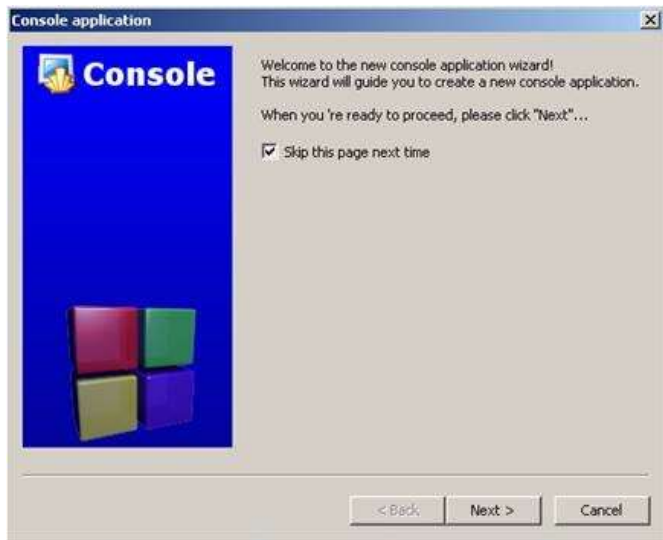 Console application
Console
Welcome to the new console application wizard!
This wizard will guide you to create a new console application.
When you 're ready to proceed, please click "Next"...
Skip this page next time
< Back
Next >
Cancel